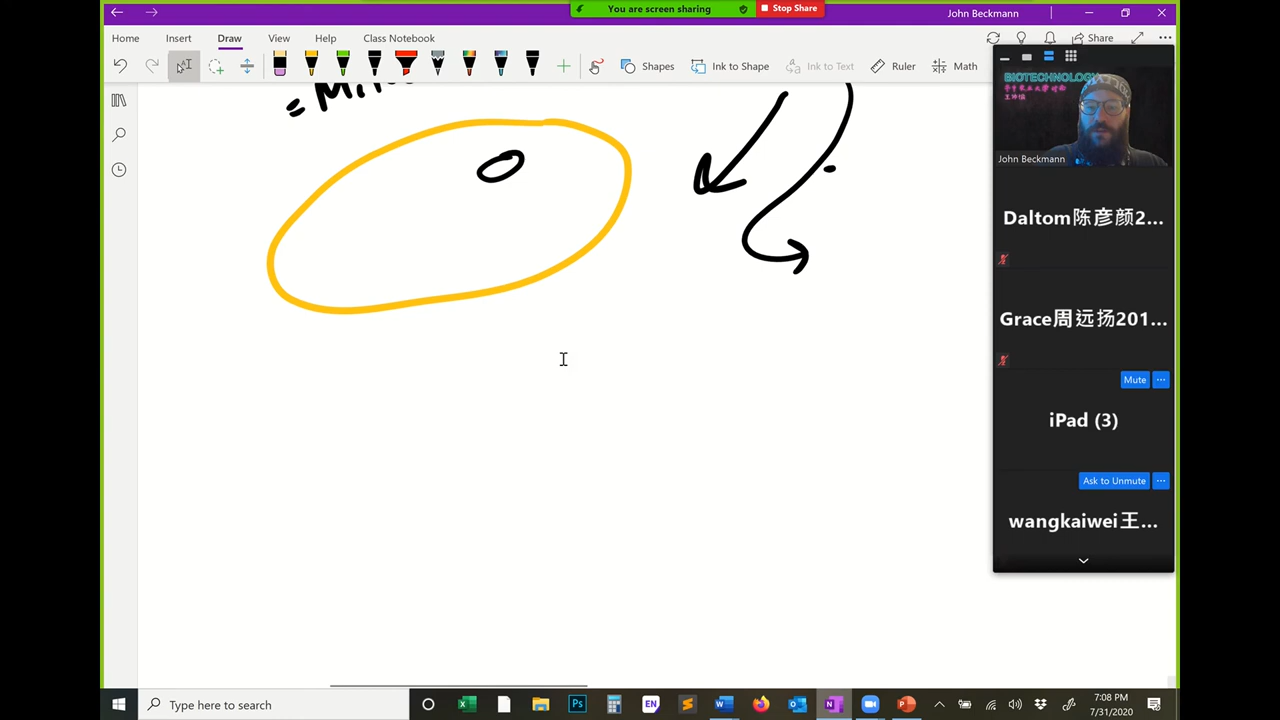 You are screen sharing
Stop Share
John Beckmann
Home Insert Draw View Help Class Notebook
Share
Shapes Ink to Shape Ink to Text Ruler Math
BIOTECHNOLOGY
John Beckmann
Daltom陈彦颜2...
Grace周远扬201...
Mute
iPad (3)
Ask to Unmute
wangkaiwei王...
Type here to search
Ps
EN
7:08 PM
7/31/2020